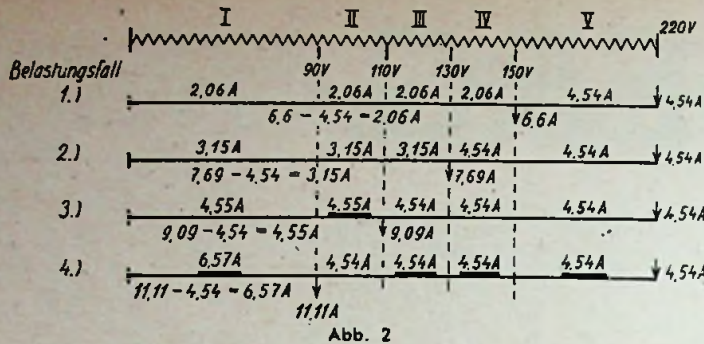 I II III IV V
220V
90V 110V 130V 150V
Belastungsfall
1.) 2,06A 2,06A 2,06A 2,06A 4.54A 4,54A
6.6 - 4.54 = 2.06A 6.6A
2.) 3,15A 3,15A 3,15A 4,54A 4.54A 4,54A
7.69 - 4.54 = 3.15A 7.69A
3.) 4.55A 4.55A 4.54A 4.54A 4.54A 4,54A
9,09 - 4.54 = 4.55A 9.09A
4.) 6,57A 4.54A 4.54A 4.54A 4.54A 4.54A
11,11 - 4.54 = 6.57A
11,11A
Abb. 2